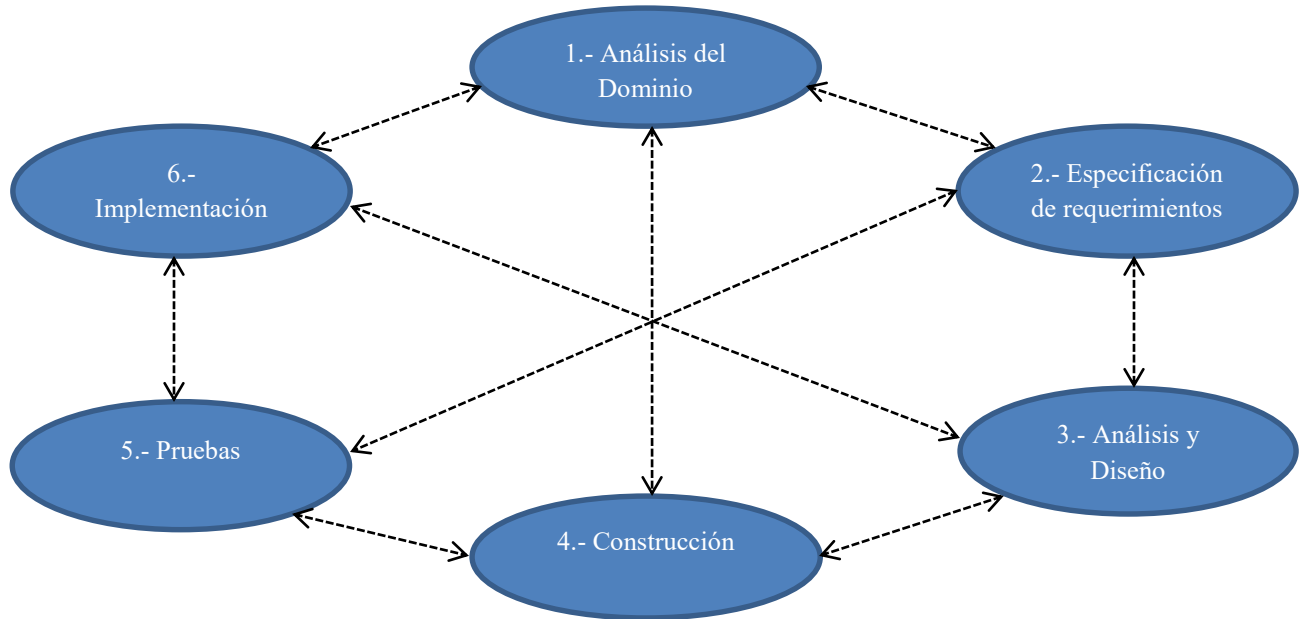 1.- Análisis del
Dominio
2.- Especificación
de requerimientos
3.- Análisis y
Diseño
4.- Construcción
5.- Pruebas
6.-
Implementación